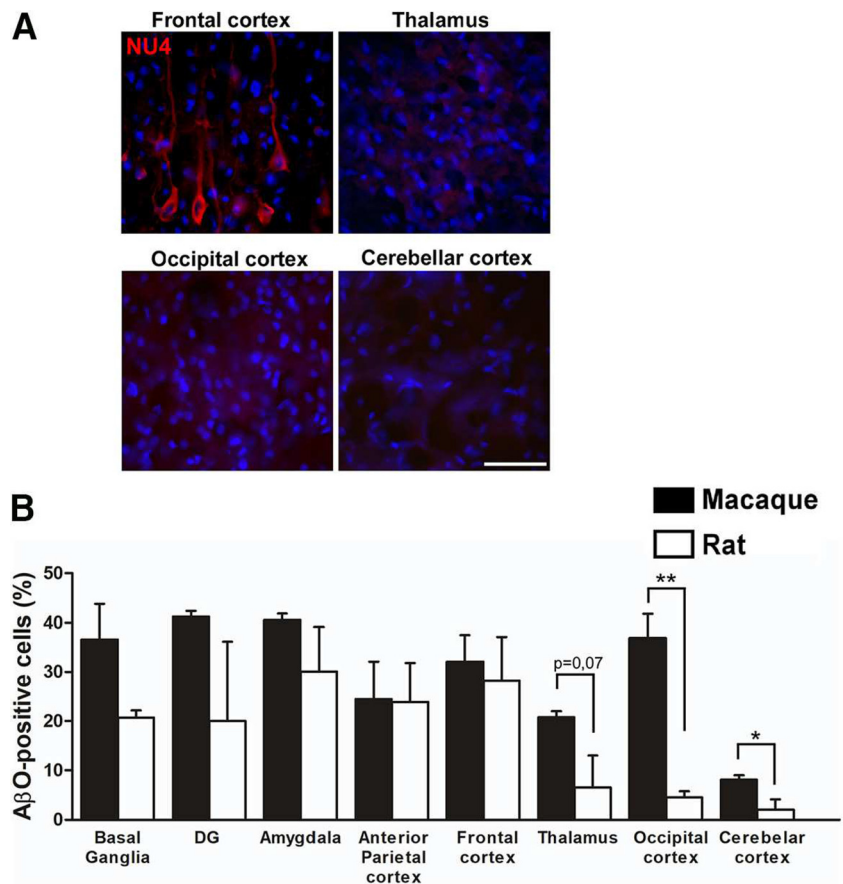 A
Frontal cortex
Thalamus
NU4
Occipital cortex
Cerebellar cortex
B
Macaque
Rat
AβO-positive cells (%)
50
40
30
20
10
0
p=0,07
**
*
Basal
Ganglia
DG
Amygdala
Anterior
Parietal
cortex
Frontal
cortex
Thalamus
Occipital
cortex
Cerebelar
cortex